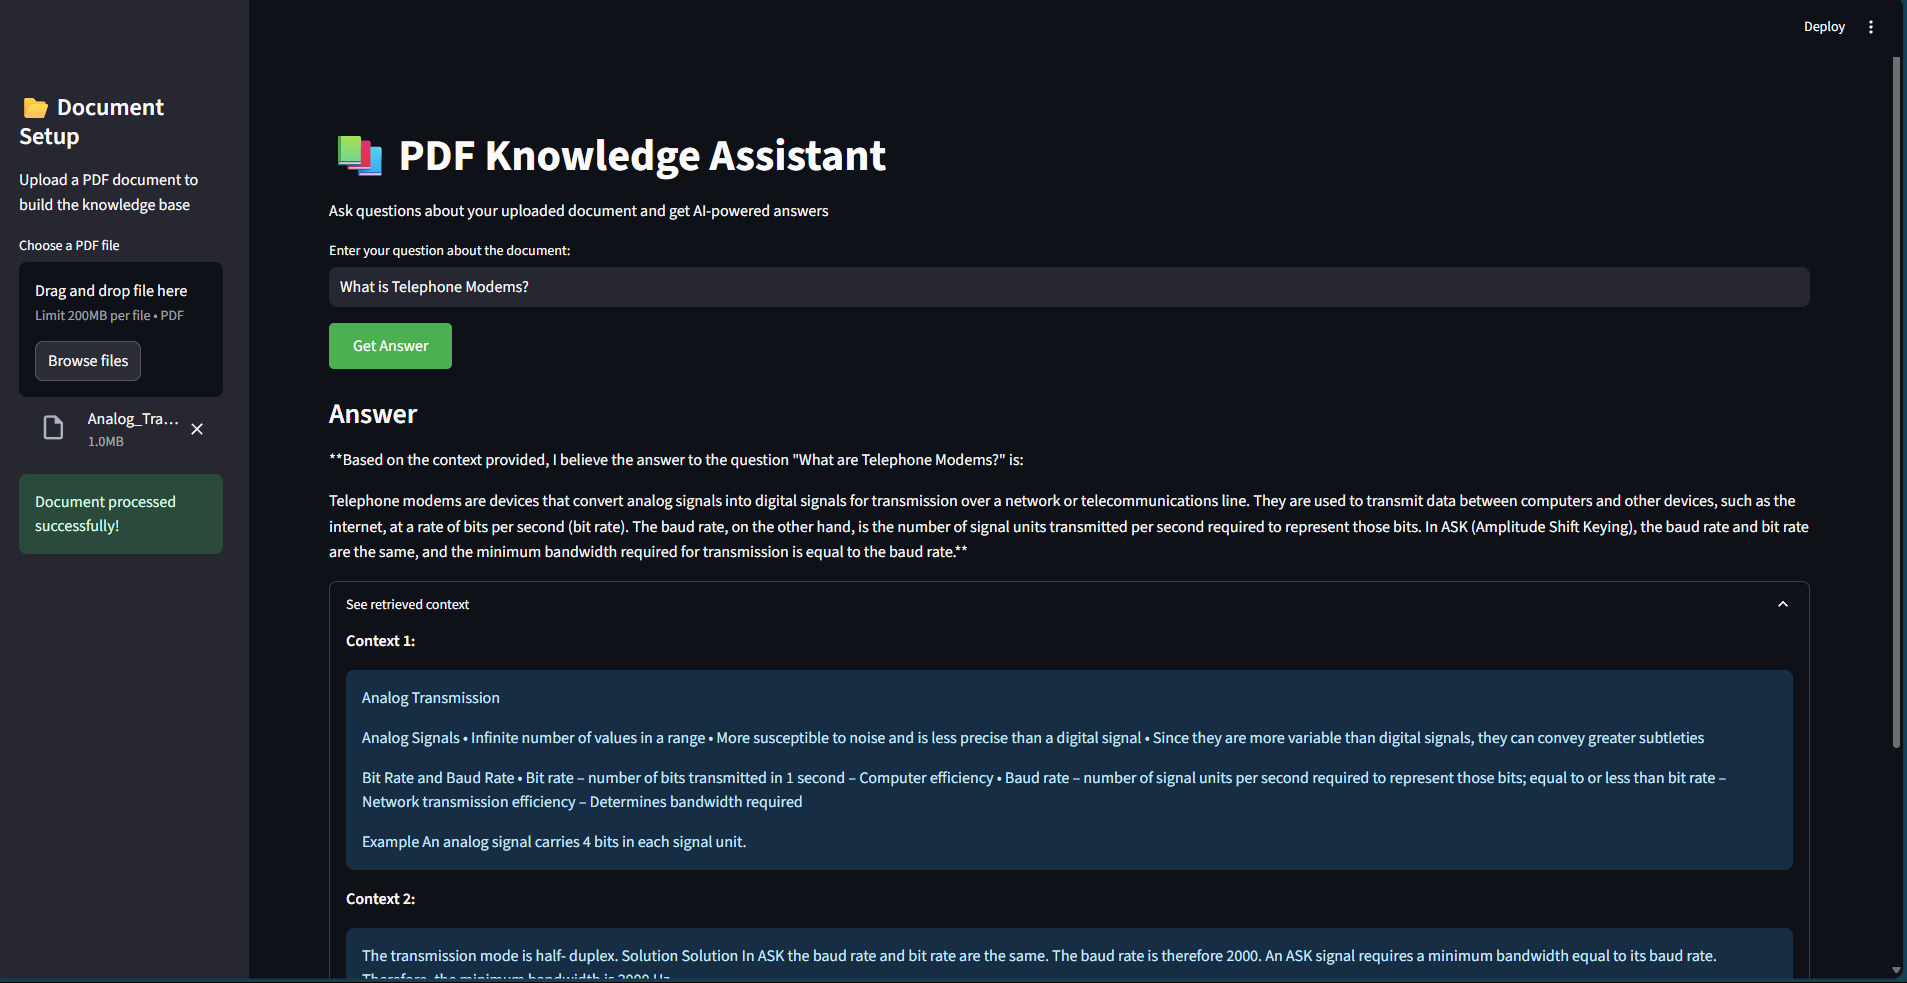 Deploy
Document
Setup
Upload a PDF document to
build the knowledge base
Choose a PDF file
Drag and drop file here
Limit 200MB per file • PDF
Browse files
Analog_Tra...
1.0MB
Document processed
successfully!
PDF Knowledge Assistant
Ask questions about your uploaded document and get AI-powered answers
Enter your question about the document:
What is Telephone Modems?
Get Answer
Answer
**Based on the context provided, I believe the answer to the question "What are Telephone Modems?" is:
Telephone modems are devices that convert analog signals into digital signals for transmission over a network or telecommunications line. They are used to transmit data between computers and other devices, such as the
internet, at a rate of bits per second (bit rate). The baud rate, on the other hand, is the number of signal units transmitted per second required to represent those bits. In ASK (Amplitude Shift Keying), the baud rate and bit rate
are the same, and the minimum bandwidth required for transmission is equal to the baud rate.**
See retrieved context
Context 1:
Analog Transmission
Analog Signals • Infinite number of values in a range • More susceptible to noise and is less precise than a digital signal • Since they are more variable than digital signals, they can convey greater subtleties
Bit Rate and Baud Rate • Bit rate – number of bits transmitted in 1 second – Computer efficiency • Baud rate – number of signal units per second required to represent those bits; equal to or less than bit rate –
Network transmission efficiency – Determines bandwidth required
Example An analog signal carries 4 bits in each signal unit.
Context 2:
The transmission mode is half- duplex. Solution Solution In ASK the baud rate and bit rate are the same. The baud rate is therefore 2000. An ASK signal requires a minimum bandwidth equal to its baud rate.
Therefore, the minimum bandwidth is 2000 Hz